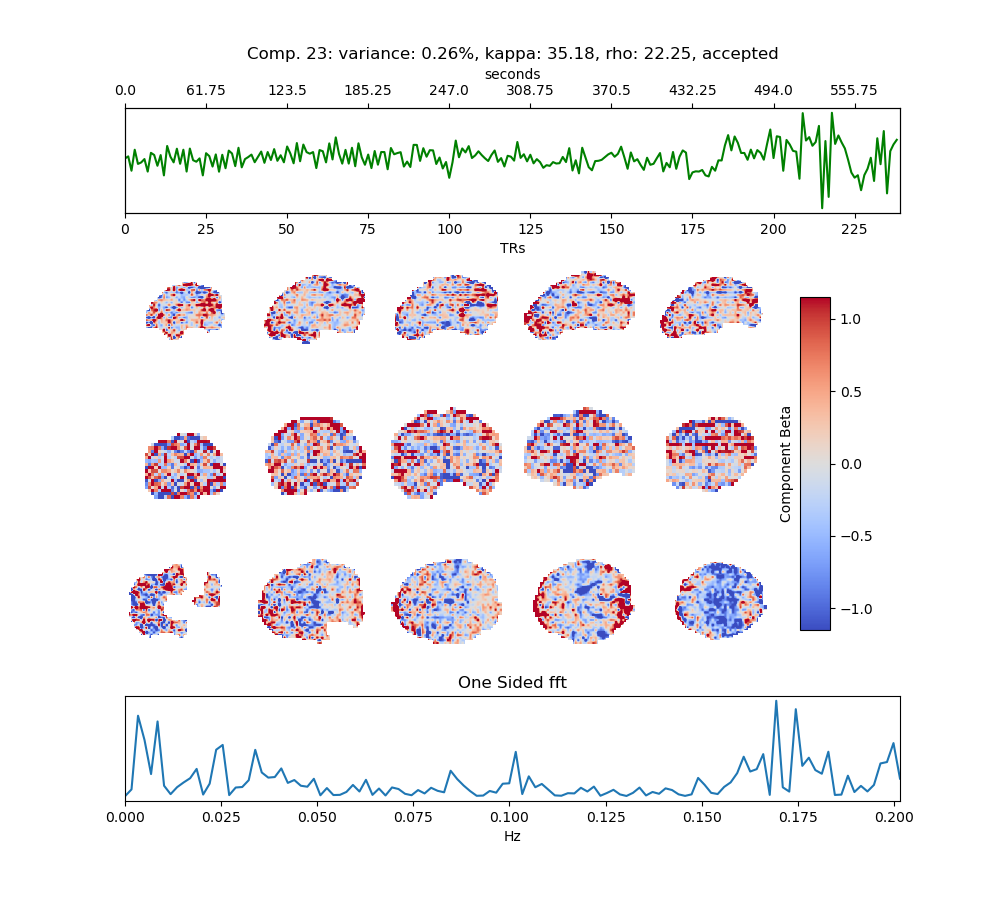 Comp. 23: variance: 0.26%, kappa: 35.18, rho: 22.25, accepted
seconds
0.0 61.75 123.5 185.25 247.0 308.75 370.5 432.25 494.0 555.75
0 25 50 75 100 125 150 175 200 225
TRs
1.0
0.5
0.0
−0.5
−1.0
Component Beta
One Sided fft
0.000 0.025 0.050 0.075 0.100 0.125 0.150 0.175 0.200
Hz